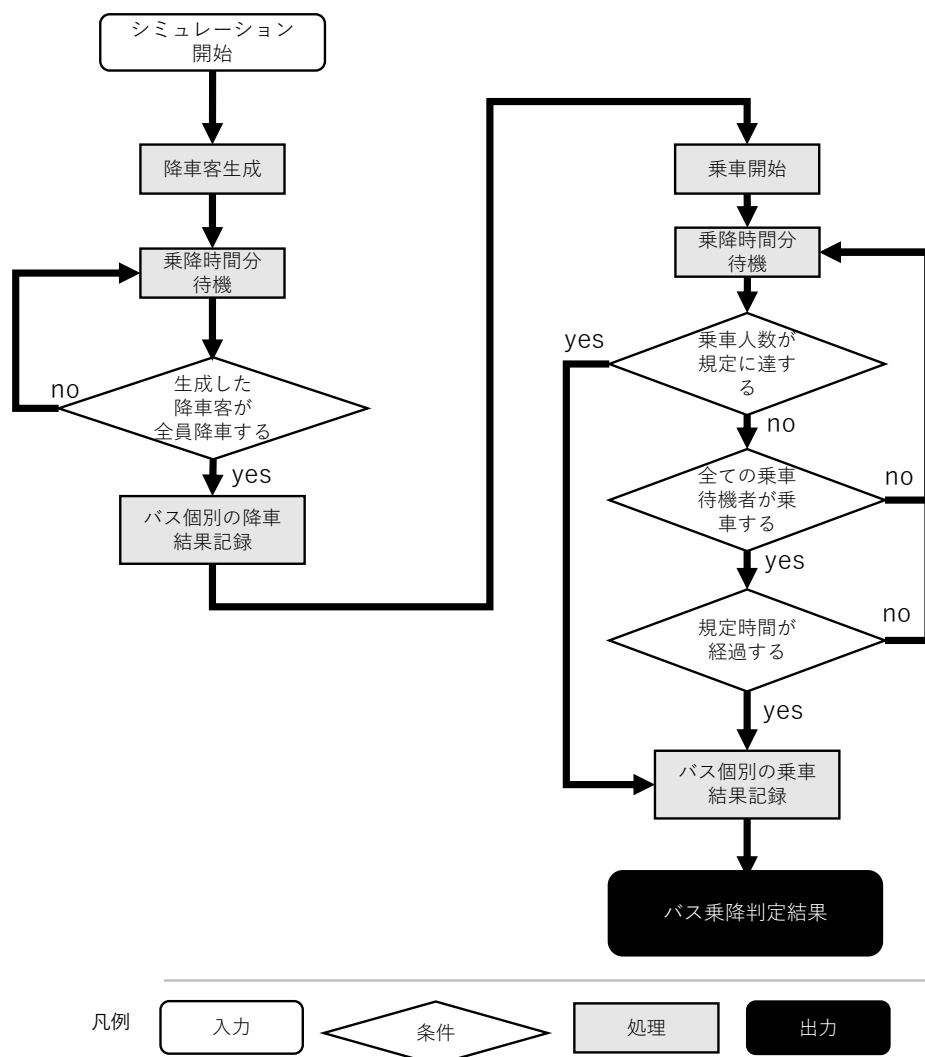 シミュレーション
開始
降車客生成
乗降時間分
待機
no
生成した
降車客が
全員降車する
yes
バス個別の降車
結果記録
乗車開始
乗降時間分
待機
yes
乗車人数が
規定に達す
る
no
全ての乗車
待機者が乗
車する
no
yes
規定時間が
経過する
no
yes
バス個別の乗車
結果記録
バス乗降判定結果
凡例
入力
条件
処理
出力